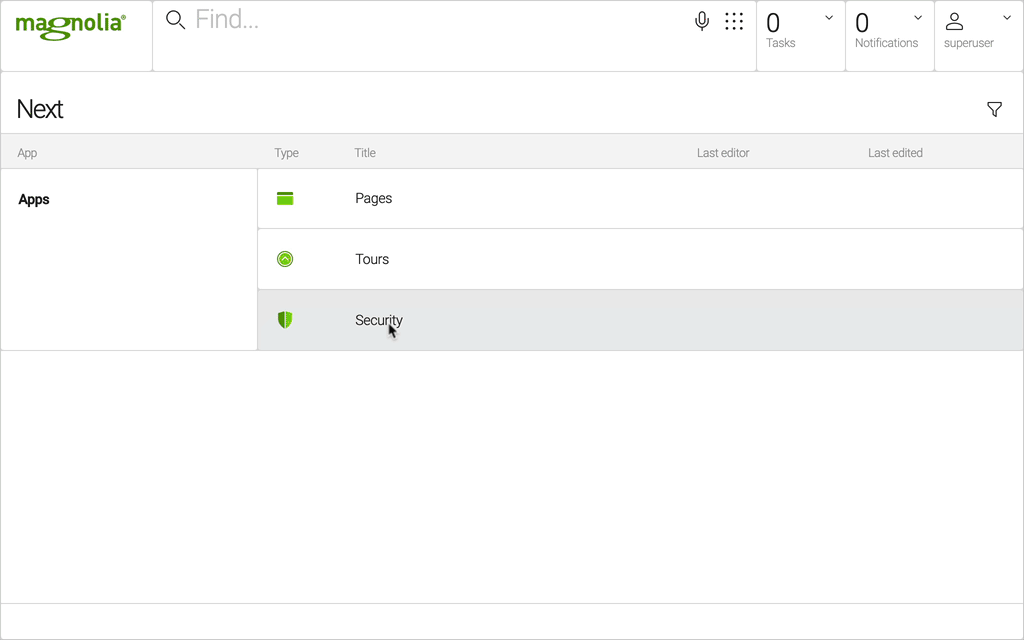 magnolia®
Find...
0
Tasks
0
Notifications
superuser
Next
App Type Title Last editor Last edited
Apps
Pages
Tours
Security